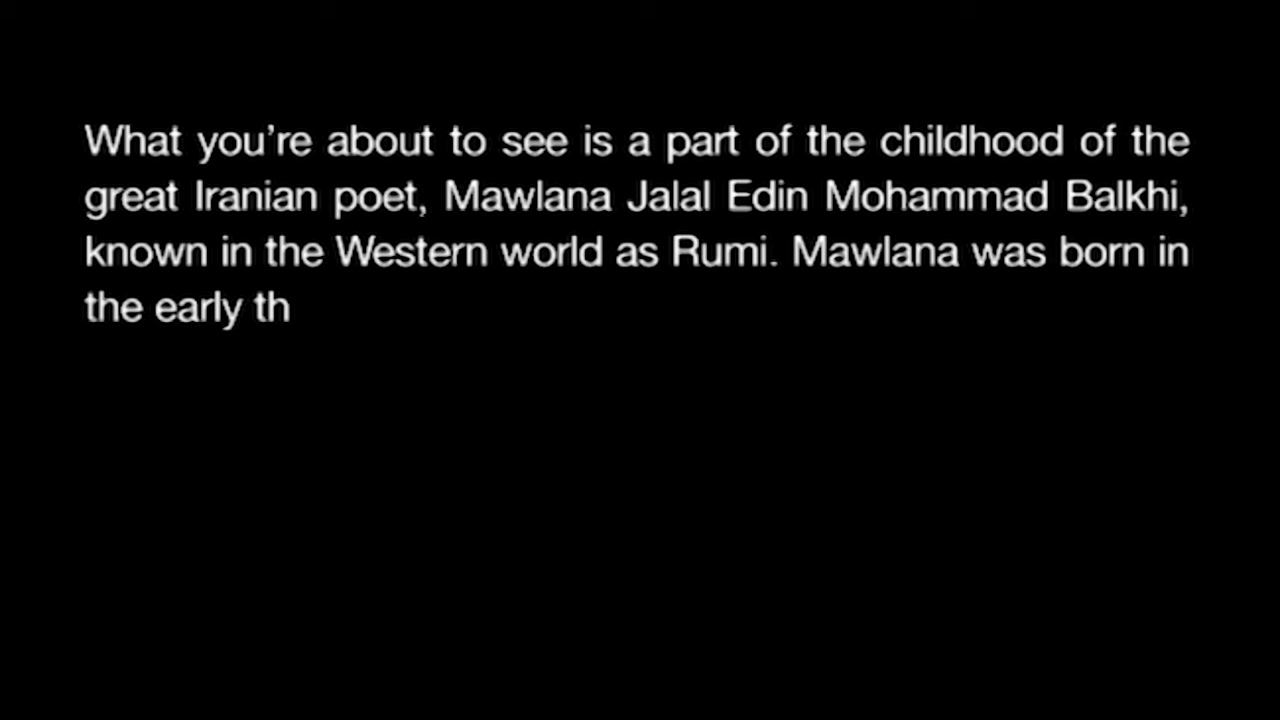 What you're about to see is a part of the childhood of the
great Iranian poet, Mawlana Jalal Edin Mohammad Balkhi,
known in the Western world as Rumi. Mawlana was born in
the early th